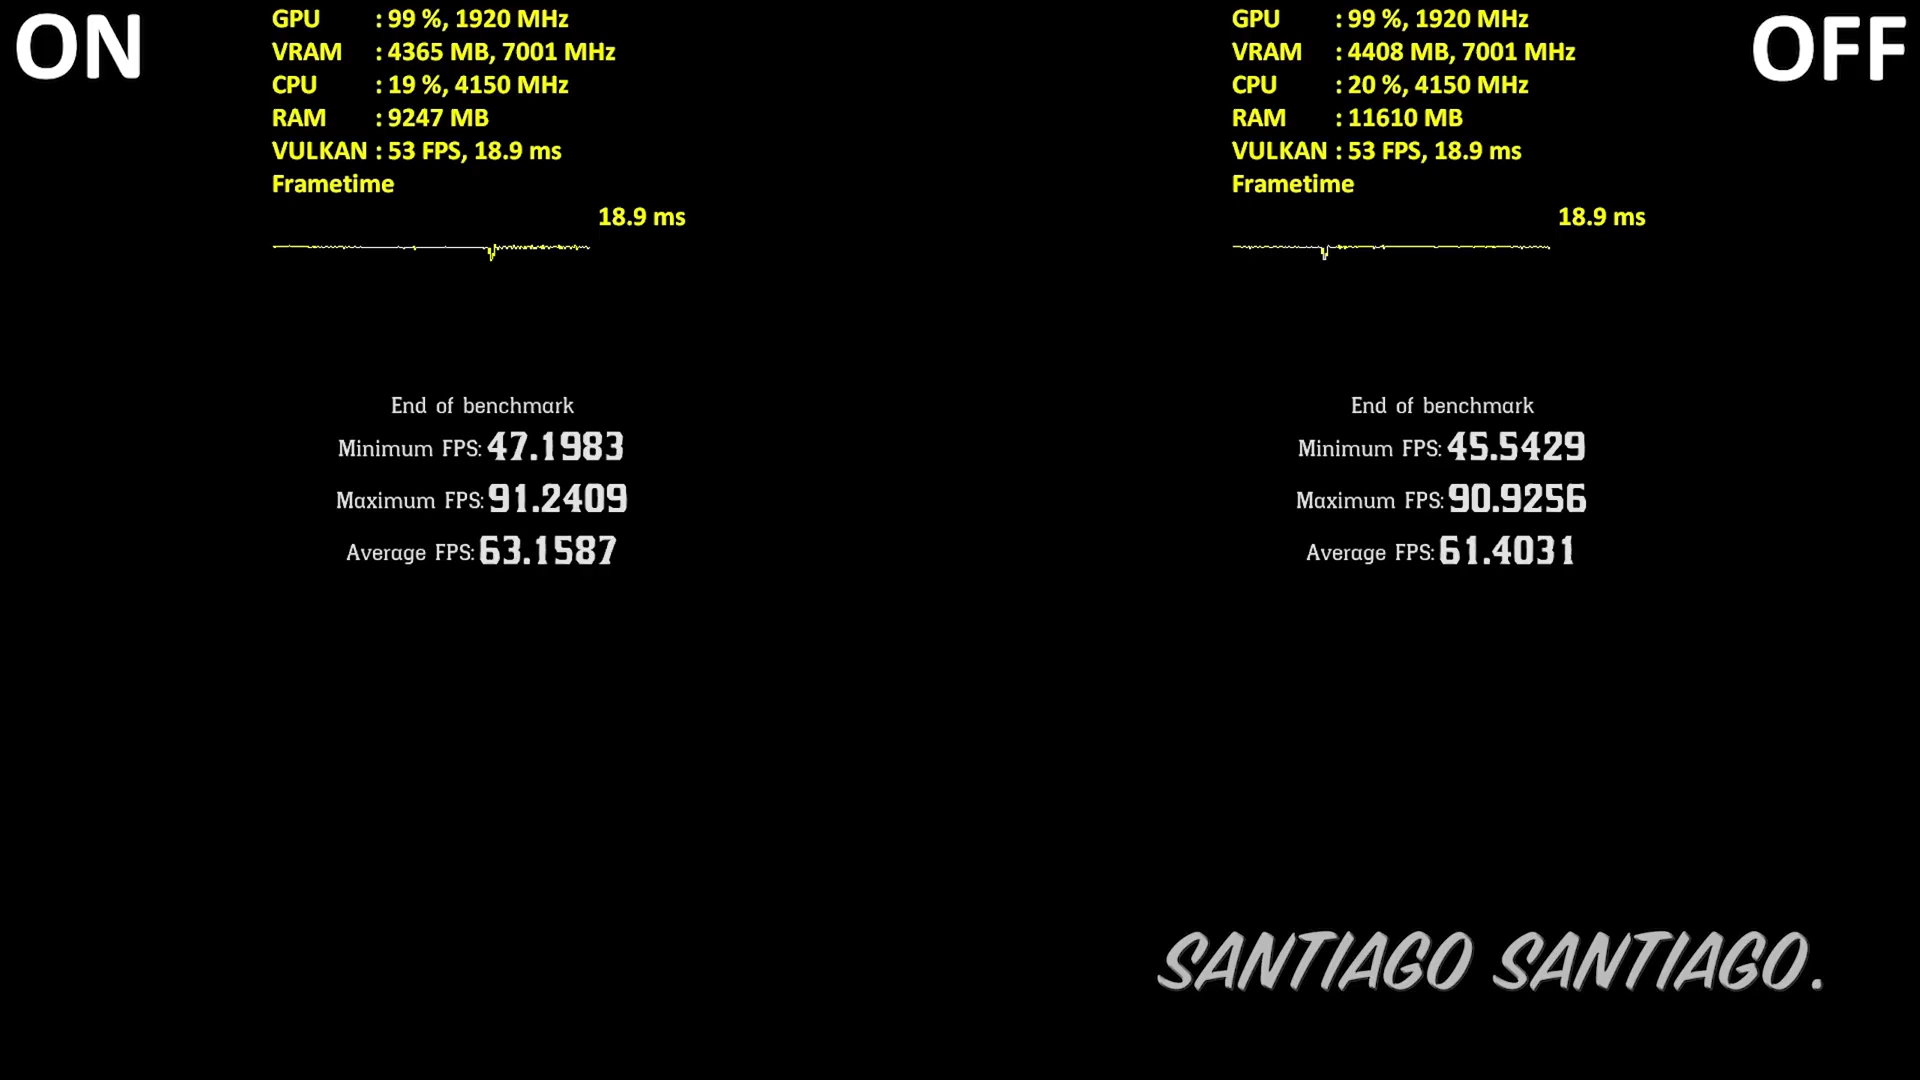 ON
GPU : 99 %, 1920 MHz
VRAM : 4365 MB, 7001 MHz
CPU : 19 %, 4150 MHz
RAM : 9247 MB
VULKAN : 53 FPS, 18.9 ms
Frametime
18.9 ms
End of benchmark
Minimum FPS: 47.1983
Maximum FPS: 91.2409
Average FPS: 63.1587
OFF
GPU : 99 %, 1920 MHz
VRAM : 4408 MB, 7001 MHz
CPU : 20 %, 4150 MHz
RAM : 11610 MB
VULKAN : 53 FPS, 18.9 ms
Frametime
18.9 ms
End of benchmark
Minimum FPS: 45.5429
Maximum FPS: 90.9256
Average FPS: 61.4031
SANTIAGO SANTIAGO.